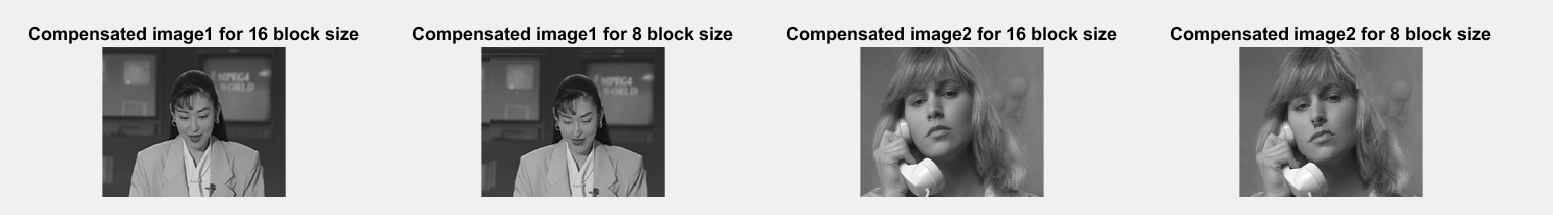 Compensated image1 for 16 block size
Compensated image1 for 8 block size
Compensated image2 for 16 block size
Compensated image2 for 8 block size
MPEG4
WORLD
MPEG4
WORLD